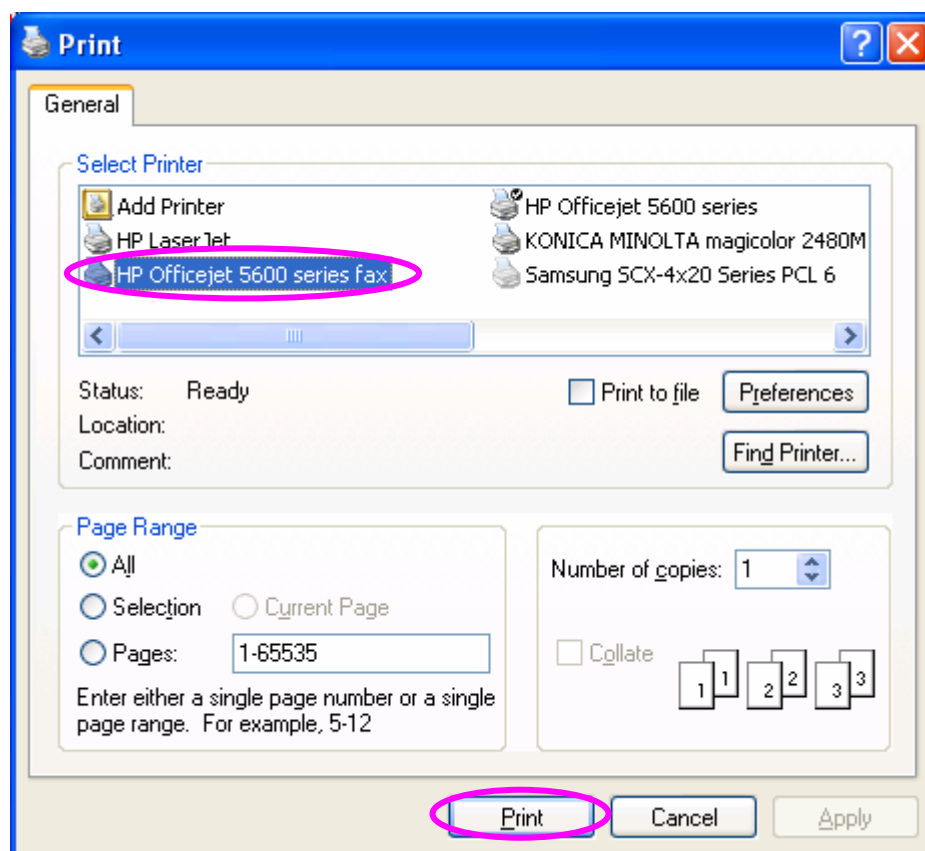 Print
General
Select Printer
Add Printer
HP LaserJet
HP Officejet 5600 series fax
HP Officejet 5600 series
KONICA MINOLTA magicolor 2480M
Samsung SCX-4x20 Series PCL 6
Status: Ready
Location:
Comment:
Print to file
Preferences
Find Printer...
Page Range
All
Selection
Current Page
Pages: 1-65535
Enter either a single page number or a single
page range. For example, 5-12
Number of copies: 1
Collate
1 1 2 2 3 3
Print
Cancel
Apply